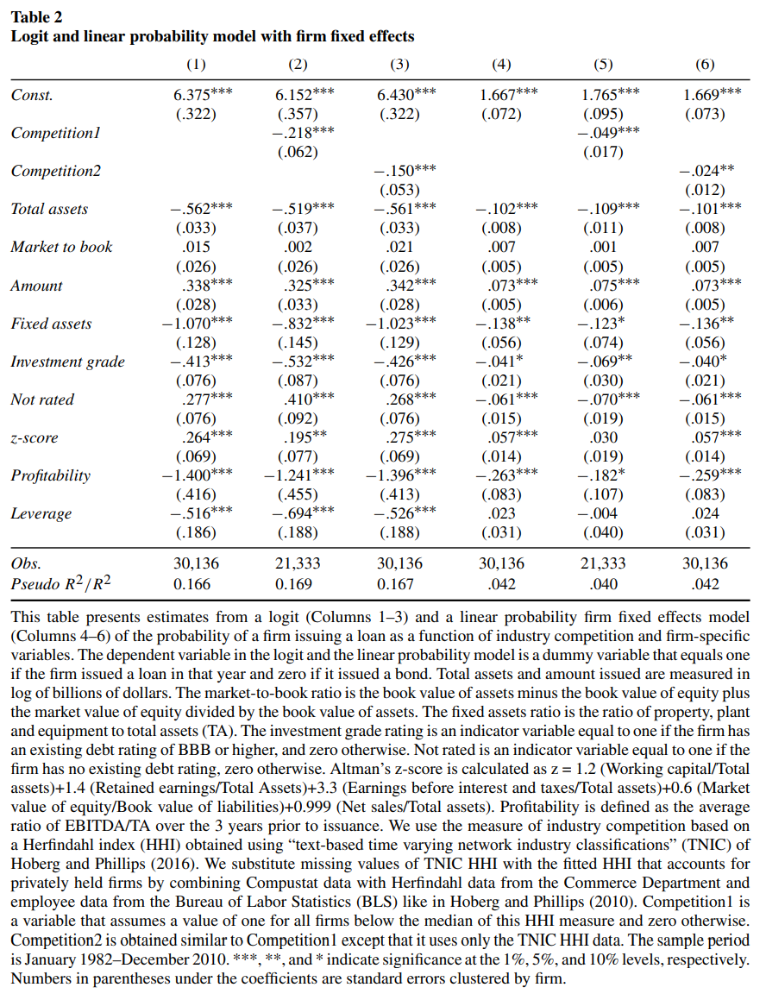 Table 2
Logit and linear probability model with firm fixed effects
(1) (2) (3) (4) (5) (6)
Const. 6.375*** 6.152*** 6.430*** 1.667*** 1.765*** 1.669***
(.322) (.357) (.322) (.072) (.095) (.073)
Competition1 −.218*** −.049***
(.062) (.017)
Competition2 −.150*** −.024**
(.053) (.012)
Total assets −.562*** −.519*** −.561*** −.102*** −.109*** −.101***
(.033) (.037) (.033) (.008) (.011) (.008)
Market to book .015 .002 .021 .007 .001 .007
(.026) (.026) (.026) (.005) (.005) (.005)
Amount .338*** .325*** .342*** .073*** .075*** .073***
(.028) (.033) (.028) (.005) (.006) (.005)
Fixed assets −1.070*** −.832*** −1.023*** −.138** −.123* −.136**
(.128) (.145) (.129) (.056) (.074) (.056)
Investment grade −.413*** −.532*** −.426*** −.041* −.069** −.040*
(.076) (.087) (.076) (.021) (.030) (.021)
Not rated .277*** .410*** .268*** −.061*** −.070*** −.061***
(.076) (.092) (.076) (.015) (.019) (.015)
z-score .264*** .195** .275*** .057*** .030 .057***
(.069) (.077) (.069) (.014) (.019) (.014)
Profitability −1.400*** −1.241*** −1.396*** −.263*** −.182* −.259***
(.416) (.455) (.413) (.083) (.107) (.083)
Leverage −.516*** −.694*** −.526*** .023 −.004 .024
(.186) (.188) (.188) (.031) (.040) (.031)
Obs. 30,136 21,333 30,136 30,136 21,333 30,136
Pseudo R²/R² 0.166 0.169 0.167 .042 .040 .042
This table presents estimates from a logit (Columns 1–3) and a linear probability firm fixed effects model
(Columns 4–6) of the probability of a firm issuing a loan as a function of industry competition and firm-specific
variables. The dependent variable in the logit and the linear probability model is a dummy variable that equals one
if the firm issued a loan in that year and zero if it issued a bond. Total assets and amount issued are measured in
log of billions of dollars. The market-to-book ratio is the book value of assets minus the book value of equity plus
the market value of equity divided by the book value of assets. The fixed assets ratio is the ratio of property, plant
and equipment to total assets (TA). The investment grade rating is an indicator variable equal to one if the firm has
an existing debt rating of BBB or higher, and zero otherwise. Not rated is an indicator variable equal to one if the
firm has no existing debt rating, zero otherwise. Altman’s z-score is calculated as z = 1.2 (Working capital/Total
assets)+1.4 (Retained earnings/Total Assets)+3.3 (Earnings before interest and taxes/Total assets)+0.6 (Market
value of equity/Book value of liabilities)+0.999 (Net sales/Total assets). Profitability is defined as the average
ratio of EBITDA/TA over the 3 years prior to issuance. We use the measure of industry competition based on
a Herfindahl index (HHI) obtained using “text-based time varying network industry classifications” (TNIC) of
Hoberg and Phillips (2016). We substitute missing values of TNIC HHI with the fitted HHI that accounts for
privately held firms by combining Compustat data with Herfindahl data from the Commerce Department and
employee data from the Bureau of Labor Statistics (BLS) like in Hoberg and Phillips (2010). Competition1 is
a variable that assumes a value of one for all firms below the median of this HHI measure and zero otherwise.
Competition2 is obtained similar to Competition1 except that it uses only the TNIC HHI data. The sample period
is January 1982–December 2010. ***, **, and * indicate significance at the 1%, 5%, and 10% levels, respectively.
Numbers in parentheses under the coefficients are standard errors clustered by firm.